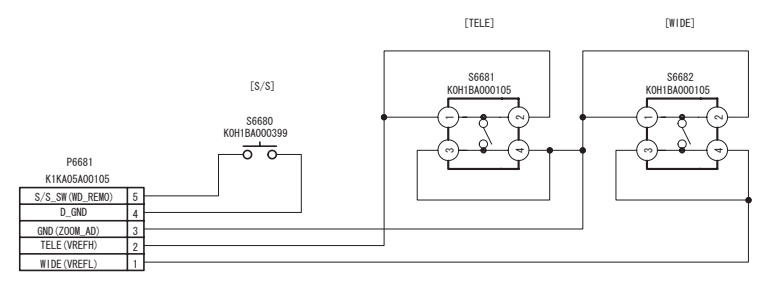 [TELE]
[WIDE]
[S/S]
S6681
K0H1BA000105
S6682
K0H1BA000105
S6680
K0H1BA000399
1
2
3
4
1
2
3
4
P6681
K1KA05A00105
S/S_SW(WD_REMO) 5
D_GND 4
GND(ZOOM_AD) 3
TELE(VREFH) 2
WIDE(VREFL) 1